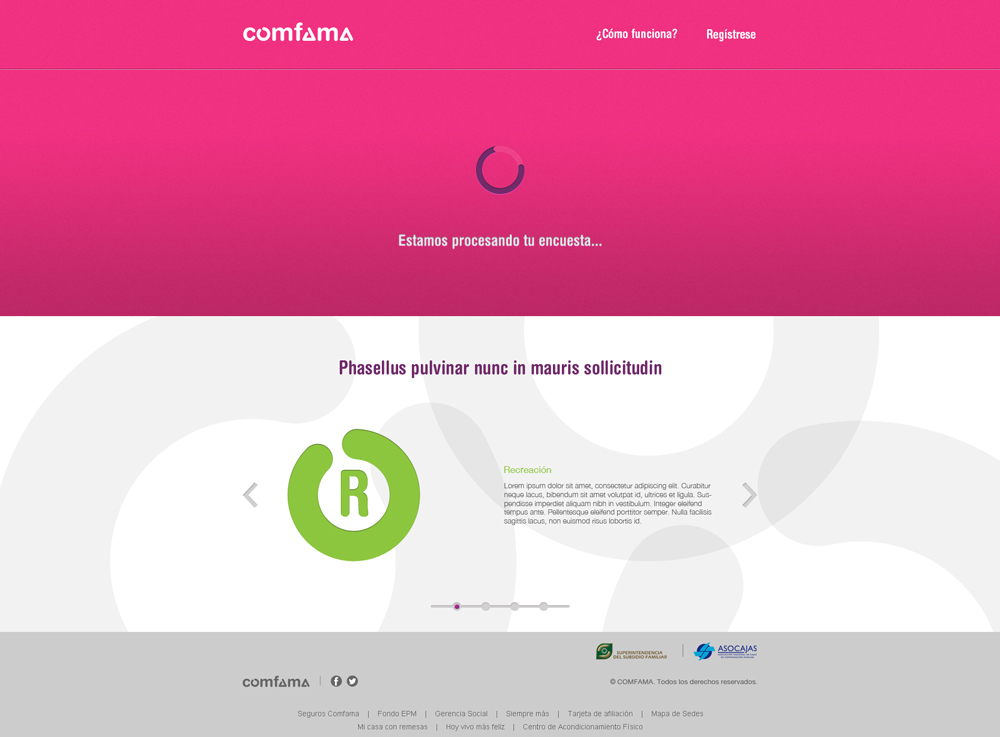 comfama
¿Cómo funciona? Regístrese
Estamos procesando tu encuesta...
Phasellus pulvinar nunc in mauris sollicitudin
R
Recreación
Lorem ipsum dolor sit amet, consectetur adipiscing elit. Curabitur
neque lacus, bibendum sit amet volutpat id, ultrices et ligula. Sus-
pendisse imperdiet aliquam nibh in vestibulum. Integer eleifend
tempus ante. Pellentesque eleifend porttitor semper. Nulla facilisis
sagittis lacus, non euismod risus lobortis id.
SUPERINTENDENCIA
DEL SUBSIDIO FAMILIAR
ASOCAJAS
comfama
© COMFAMA. Todos los derechos reservados.
Seguros Comfama | Fondo EPM | Gerencia Social | Siempre más | Tarjeta de afiliación | Mapa de Sedes
Mi casa con remesas | Hoy vivo más feliz | Centro de Acondicionamiento Físico